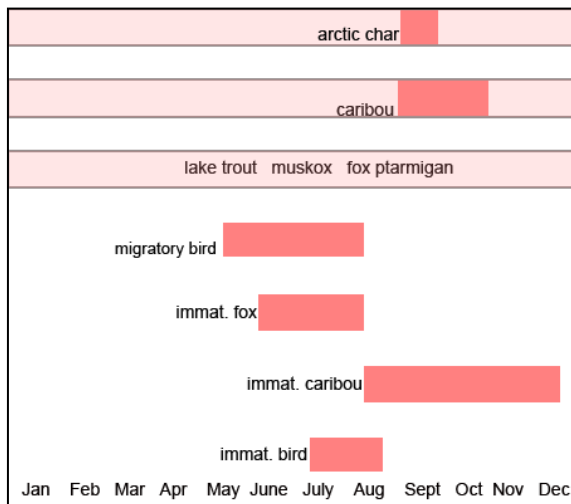 arctic char
caribou
lake trout muskox fox ptarmigan
migratory bird
immat. fox
immat. caribou
immat. bird
Jan Feb Mar Apr May June July Aug Sept Oct Nov Dec